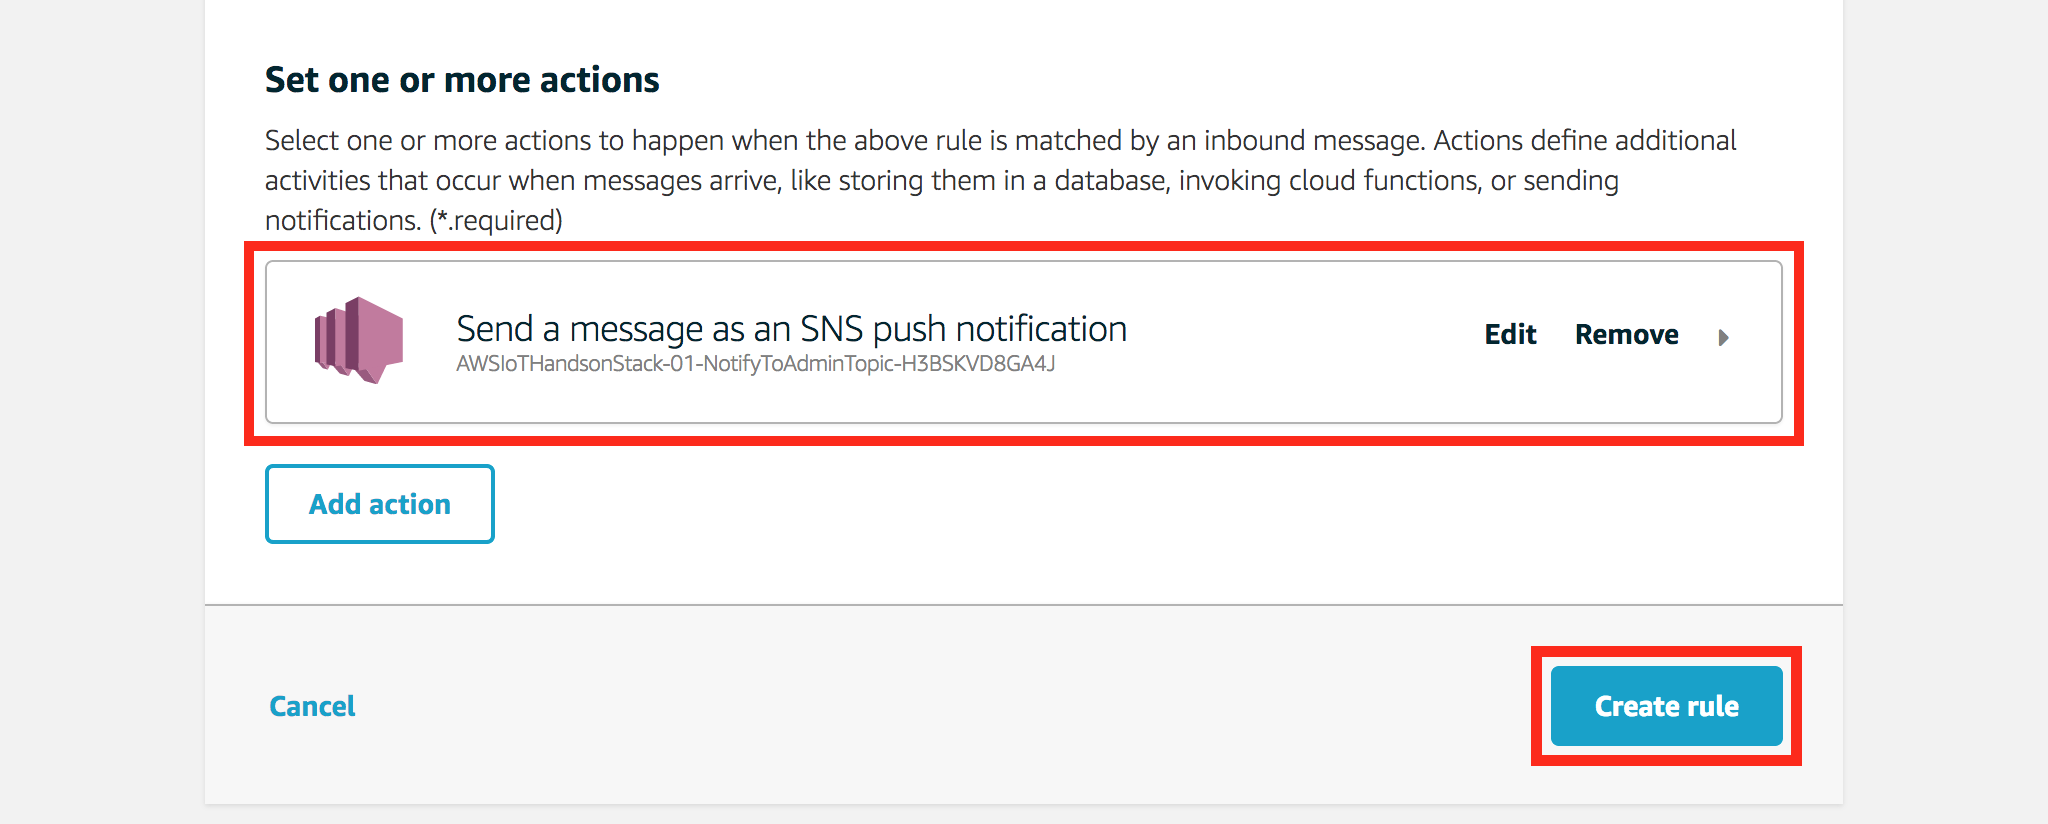 Set one or more actions
Select one or more actions to happen when the above rule is matched by an inbound message. Actions define additional
activities that occur when messages arrive, like storing them in a database, invoking cloud functions, or sending
notifications. (*.required)
Send a message as an SNS push notification
AWSIoTHandsonStack-01-NotifyToAdminTopic-H3BSKVD8GA4J
Edit Remove
Add action
Cancel
Create rule